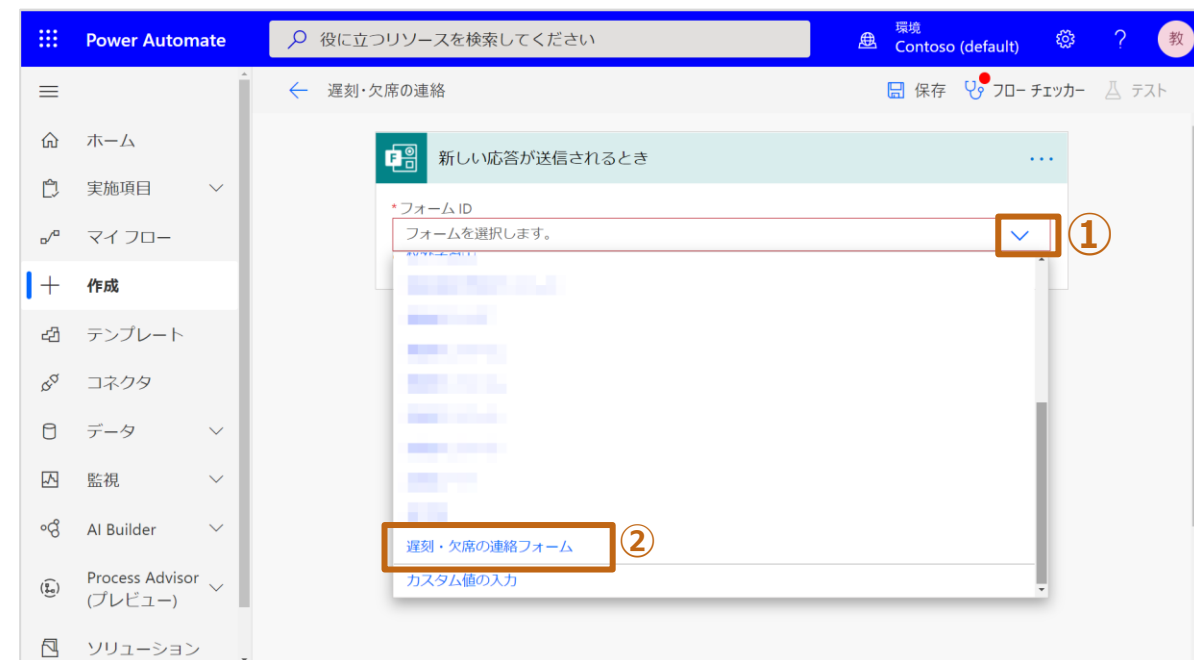 Power Automate
役に立つリソースを検索してください
環境
Contoso (default)
?
教
遅刻・欠席の連絡
保存
フロー チェッカー
テスト
ホーム
実施項目
マイ フロー
作成
テンプレート
コネクタ
データ
監視
AI Builder
Process Advisor
(プレビュー)
ソリューション
新しい応答が送信されるとき
* フォーム ID
フォームを選択します。
①
遅刻・欠席の連絡フォーム
②
カスタム値の入力